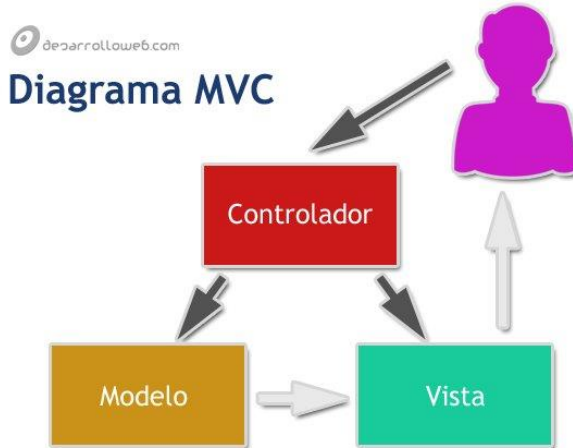 desarrolloweb.com
Diagrama MVC
Controlador
Modelo
Vista